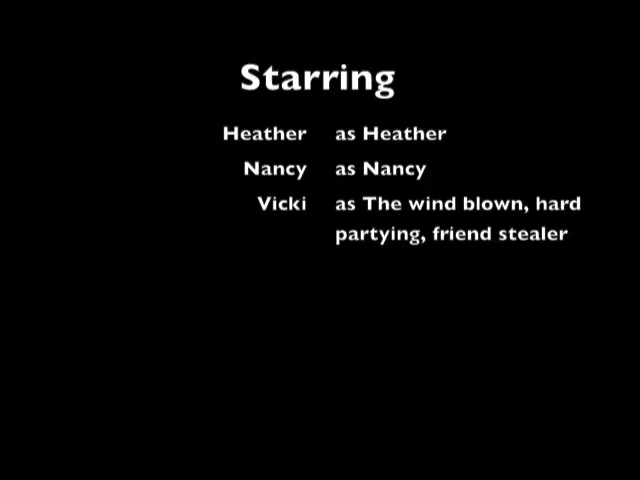 Starring
Heather as Heather
Nancy as Nancy
Vicki as The wind blown, hard
partying, friend stealer